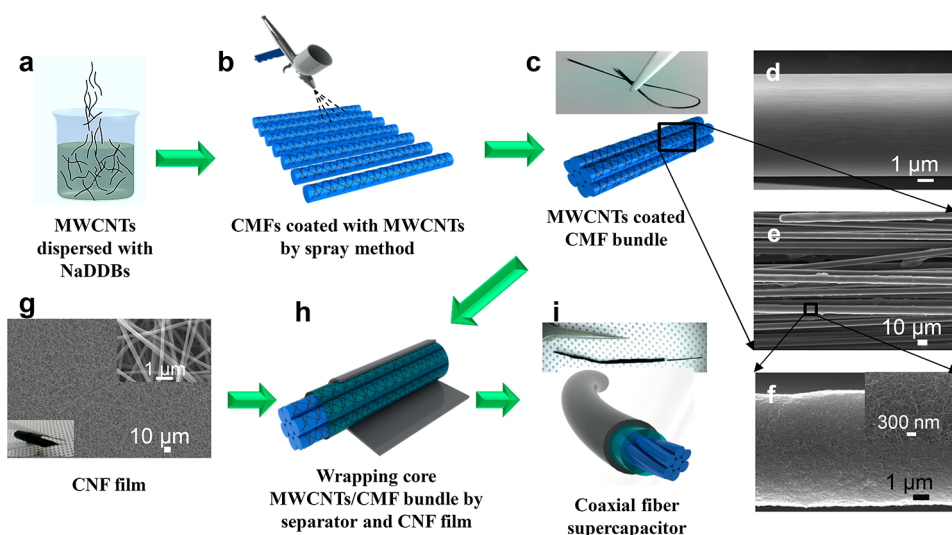 a
MWCNTs
dispersed with
NaDDBs
b
CMFs coated with MWCNTs
by spray method
c
MWCNTs coated
CMF bundle
d
1 μm
e
10 μm
f
300 nm
1 μm
g
1 μm
10 μm
CNF film
h
Wrapping core
MWCNTs/CMF bundle by
separator and CNF film
i
Coaxial fiber
supercapacitor